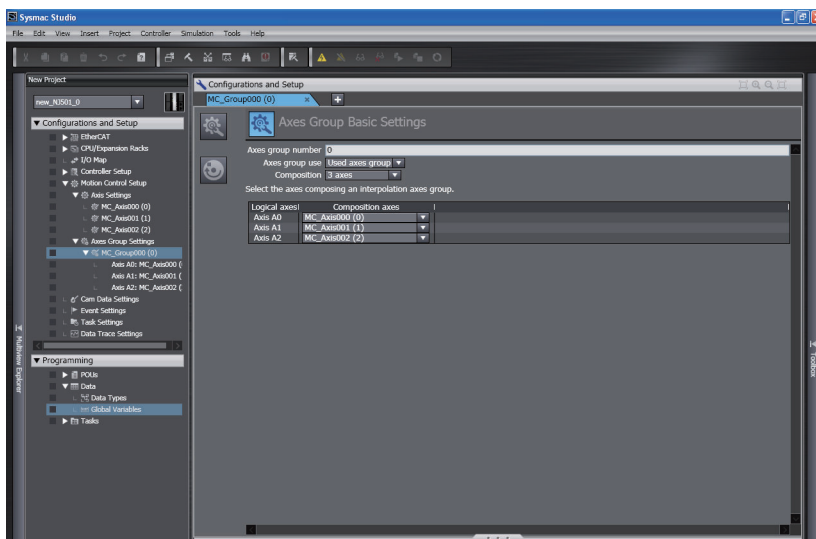 Sysmac Studio
File Edit View Insert Project Controller Simulation Tools Help
New Project
new_NJ501_0
Configurations and Setup
EtherCAT
CPU/Expansion Racks
I/O Map
Controller Setup
Motion Control Setup
Axis Settings
MC_Axis000 (0)
MC_Axis001 (1)
MC_Axis002 (2)
Axes Group Settings
MC_Group000 (0)
Axis A0: MC_Axis000 (
Axis A1: MC_Axis001 (
Axis A2: MC_Axis002 (
Cam Data Settings
Event Settings
Task Settings
Data Trace Settings
Programming
POUs
Data
Data Types
Global Variables
Tasks
Multiview Explorer
Configurations and Setup
MC_Group000 (0)
Axes Group Basic Settings
Axes group number 0
Axes group use Used axes group
Composition 3 axes
Select the axes composing an interpolation axes group.
Logical axes Composition axes
Axis A0 MC_Axis000 (0)
Axis A1 MC_Axis001 (1)
Axis A2 MC_Axis002 (2)
Toolbox